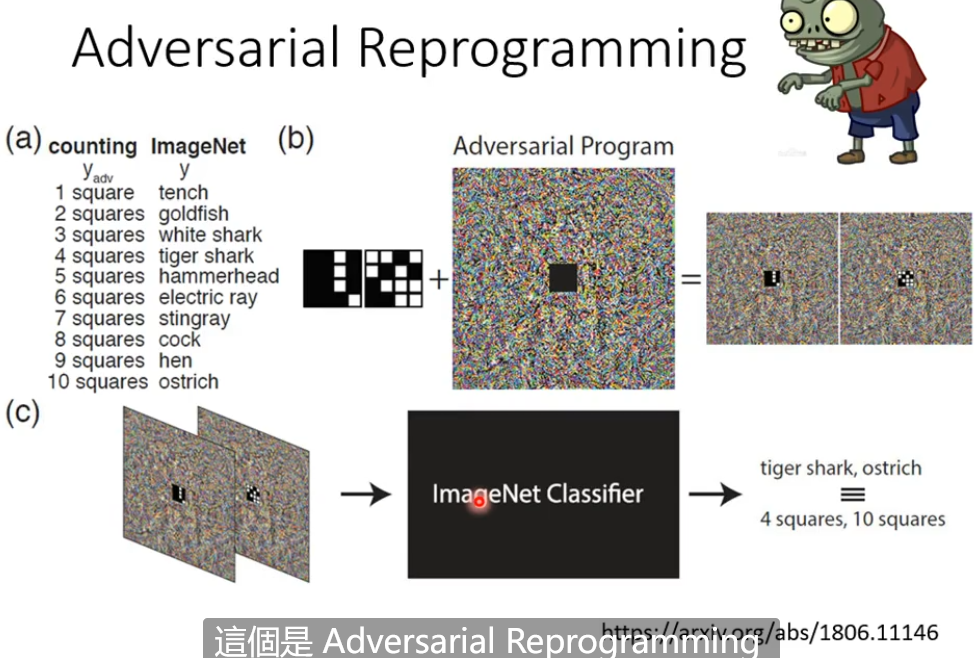 Adversarial Reprogramming
(a) counting ImageNet
y_adv y
1 square tench
2 squares goldfish
3 squares white shark
4 squares tiger shark
5 squares hammerhead
6 squares electric ray
7 squares stingray
8 squares cock
9 squares hen
10 squares ostrich
(b)
Adversarial Program
+
=
(c)
ImageNet Classifier
tiger shark, ostrich
≡
4 squares, 10 squares
https://arxiv.org/abs/1806.11146
這個是 Adversarial Reprogramming